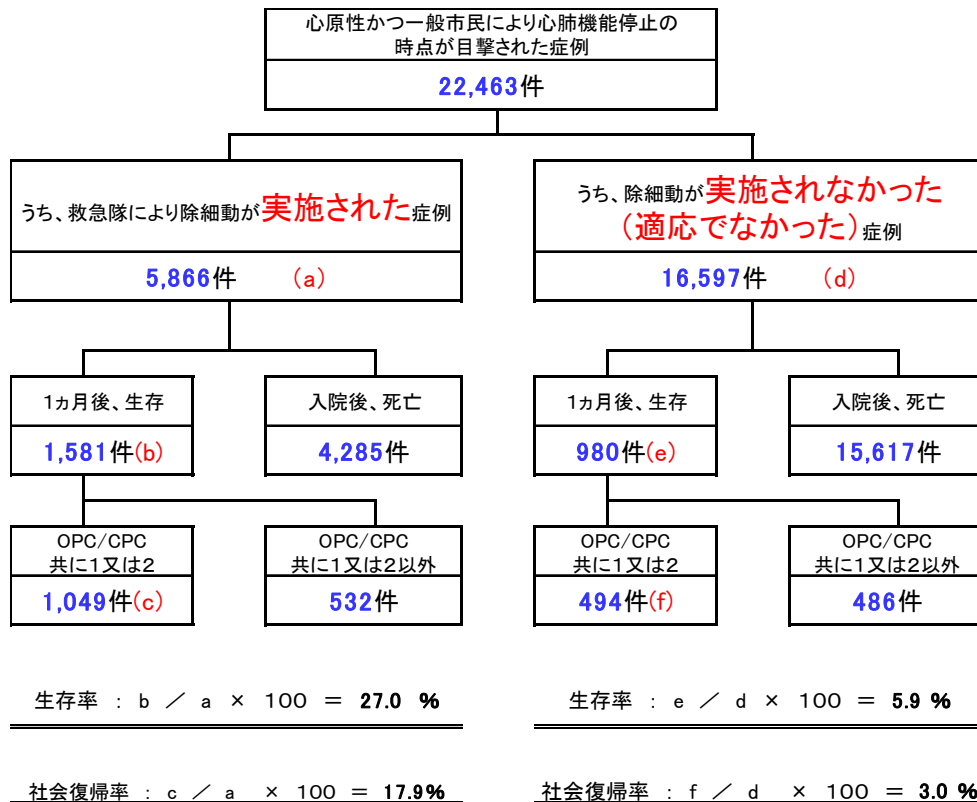 心原性かつ一般市民により心肺機能停止の
時点が目撃された症例
22,463件
うち、救急隊により除細動が実施された症例
5,866件 (a)
うち、除細動が実施されなかった
(適応でなかった)症例
16,597件 (d)
1ヵ月後、生存
1,581件(b)
入院後、死亡
4,285件
1ヵ月後、生存
980件(e)
入院後、死亡
15,617件
OPC/CPC
共に1又は2
1,049件(c)
OPC/CPC
共に1又は2以外
532件
OPC/CPC
共に1又は2
494件(f)
OPC/CPC
共に1又は2以外
486件
生存率 : b / a × 100 = 27.0 %
生存率 : e / d × 100 = 5.9 %
社会復帰率 : c / a × 100 = 17.9%
社会復帰率 : f / d × 100 = 3.0 %